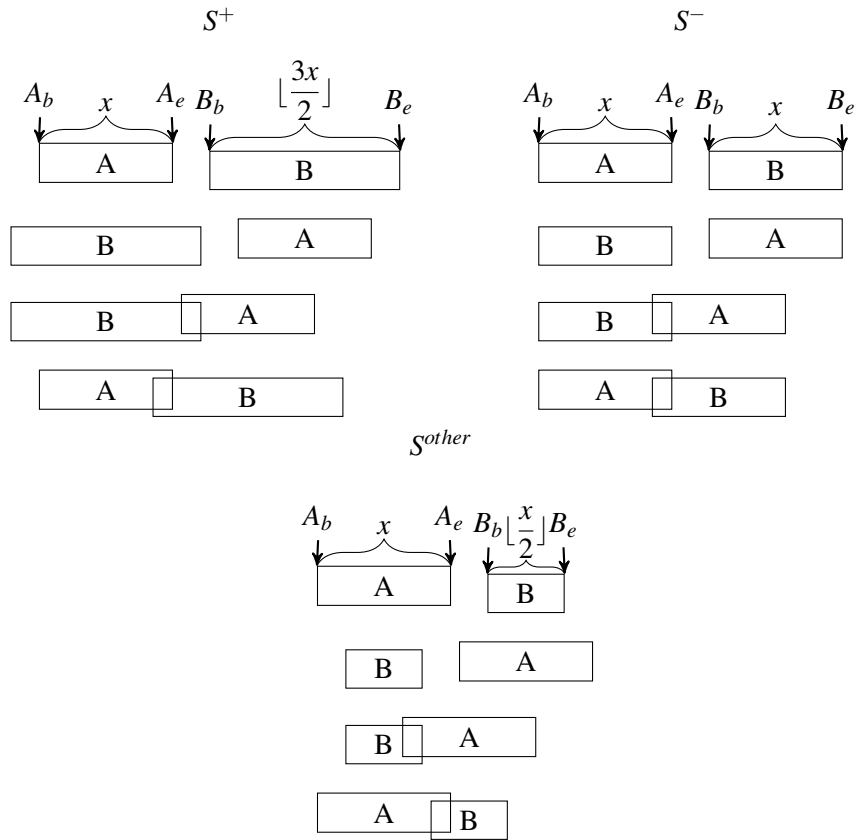 S⁺ S⁻
A_b x A_e B_b ⌊3x/2⌋ B_e A_b x A_e B_b x B_e
A B A B
B A B A
B A B A
A B A B
S^other
A_b x A_e B_b ⌊x/2⌋ B_e
A B
B A
B A
A B